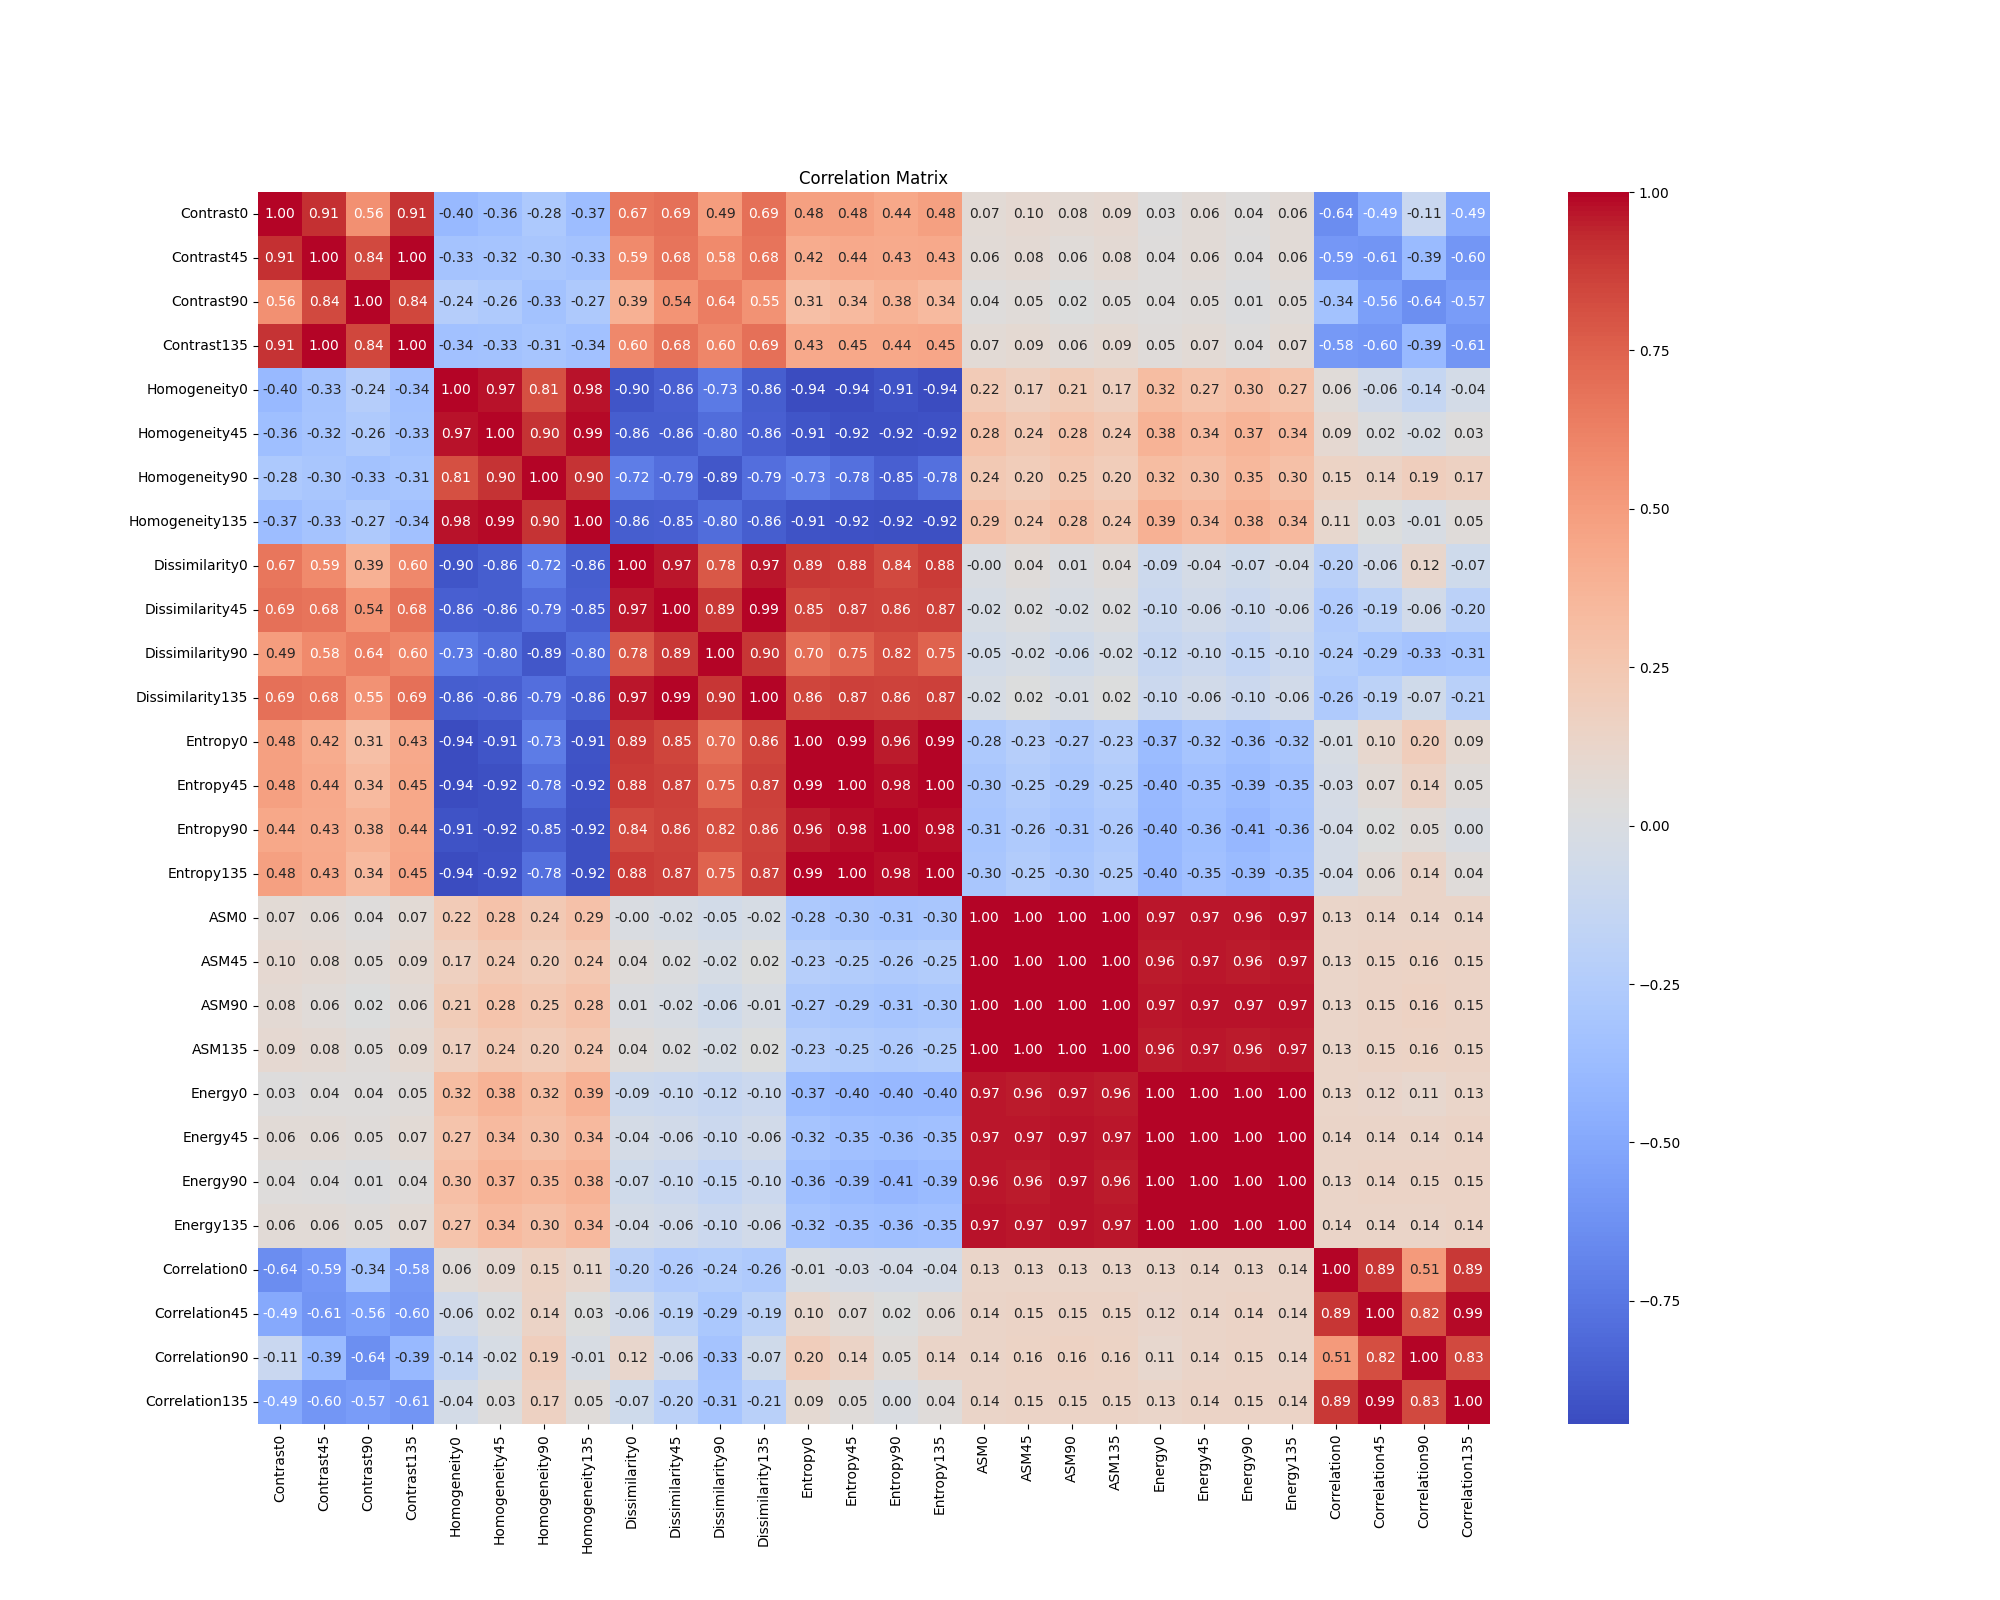 Correlation Matrix
Contrast0 1.00 0.91 0.56 0.91 -0.40 -0.36 -0.28 -0.37 0.67 0.69 0.49 0.69 0.48 0.48 0.44 0.48 0.07 0.10 0.08 0.09 0.03 0.06 0.04 0.06 -0.64 -0.49 -0.11 -0.49
Contrast45 0.91 1.00 0.84 1.00 -0.33 -0.32 -0.30 -0.33 0.59 0.68 0.58 0.68 0.42 0.44 0.43 0.43 0.06 0.08 0.06 0.08 0.04 0.06 0.04 0.06 -0.59 -0.61 -0.39 -0.60
Contrast90 0.56 0.84 1.00 0.84 -0.24 -0.26 -0.33 -0.27 0.39 0.54 0.64 0.55 0.31 0.34 0.38 0.34 0.04 0.05 0.02 0.05 0.04 0.05 0.01 0.05 -0.34 -0.56 -0.64 -0.57
Contrast135 0.91 1.00 0.84 1.00 -0.34 -0.33 -0.31 -0.34 0.60 0.68 0.60 0.69 0.43 0.45 0.44 0.45 0.07 0.09 0.06 0.09 0.05 0.07 0.04 0.07 -0.58 -0.60 -0.39 -0.61
Homogeneity0 -0.40 -0.33 -0.24 -0.34 1.00 0.97 0.81 0.98 -0.90 -0.86 -0.73 -0.86 -0.94 -0.94 -0.91 -0.94 0.22 0.17 0.21 0.17 0.32 0.27 0.30 0.27 0.06 -0.06 -0.14 -0.04
Homogeneity45 -0.36 -0.32 -0.26 -0.33 0.97 1.00 0.90 0.99 -0.86 -0.86 -0.80 -0.86 -0.91 -0.92 -0.92 -0.92 0.28 0.24 0.28 0.24 0.38 0.34 0.37 0.34 0.09 0.02 -0.02 0.03
Homogeneity90 -0.28 -0.30 -0.33 -0.31 0.81 0.90 1.00 0.90 -0.72 -0.79 -0.89 -0.79 -0.73 -0.78 -0.85 -0.78 0.24 0.20 0.25 0.20 0.32 0.30 0.35 0.30 0.15 0.14 0.19 0.17
Homogeneity135 -0.37 -0.33 -0.27 -0.34 0.98 0.99 0.90 1.00 -0.86 -0.85 -0.80 -0.86 -0.91 -0.92 -0.92 -0.92 0.29 0.24 0.28 0.24 0.39 0.34 0.38 0.34 0.11 0.03 -0.01 0.05
Dissimilarity0 0.67 0.59 0.39 0.60 -0.90 -0.86 -0.72 -0.86 1.00 0.97 0.78 0.97 0.89 0.88 0.84 0.88 -0.00 0.04 0.01 0.04 -0.09 -0.04 -0.07 -0.04 -0.20 -0.06 0.12 -0.07
Dissimilarity45 0.69 0.68 0.54 0.68 -0.86 -0.86 -0.79 -0.85 0.97 1.00 0.89 0.99 0.85 0.87 0.86 0.87 -0.02 0.02 -0.02 0.02 -0.10 -0.06 -0.10 -0.06 -0.26 -0.19 -0.06 -0.20
Dissimilarity90 0.49 0.58 0.64 0.60 -0.73 -0.80 -0.89 -0.80 0.78 0.89 1.00 0.90 0.70 0.75 0.82 0.75 -0.05 -0.02 -0.06 -0.02 -0.12 -0.10 -0.15 -0.10 -0.24 -0.29 -0.33 -0.31
Dissimilarity135 0.69 0.68 0.55 0.69 -0.86 -0.86 -0.79 -0.86 0.97 0.99 0.90 1.00 0.86 0.87 0.86 0.87 -0.02 0.02 -0.01 0.02 -0.10 -0.06 -0.10 -0.06 -0.26 -0.19 -0.07 -0.21
Entropy0 0.48 0.42 0.31 0.43 -0.94 -0.91 -0.73 -0.91 0.89 0.85 0.70 0.86 1.00 0.99 0.96 0.99 -0.28 -0.23 -0.27 -0.23 -0.37 -0.32 -0.36 -0.32 -0.01 0.10 0.20 0.09
Entropy45 0.48 0.44 0.34 0.45 -0.94 -0.92 -0.78 -0.92 0.88 0.87 0.75 0.87 0.99 1.00 0.98 1.00 -0.30 -0.25 -0.29 -0.25 -0.40 -0.35 -0.39 -0.35 -0.03 0.07 0.14 0.05
Entropy90 0.44 0.43 0.38 0.44 -0.91 -0.92 -0.85 -0.92 0.84 0.86 0.82 0.86 0.96 0.98 1.00 0.98 -0.31 -0.26 -0.31 -0.26 -0.40 -0.36 -0.41 -0.36 -0.04 0.02 0.05 0.00
Entropy135 0.48 0.43 0.34 0.45 -0.94 -0.92 -0.78 -0.92 0.88 0.87 0.75 0.87 0.99 1.00 0.98 1.00 -0.30 -0.25 -0.30 -0.25 -0.40 -0.35 -0.39 -0.35 -0.04 0.06 0.14 0.04
ASM0 0.07 0.06 0.04 0.07 0.22 0.28 0.24 0.29 -0.00 -0.02 -0.05 -0.02 -0.28 -0.30 -0.31 -0.30 1.00 1.00 1.00 1.00 0.97 0.97 0.96 0.97 0.13 0.14 0.14 0.14
ASM45 0.10 0.08 0.05 0.09 0.17 0.24 0.20 0.24 0.04 0.02 -0.02 0.02 -0.23 -0.25 -0.26 -0.25 1.00 1.00 1.00 1.00 0.96 0.97 0.96 0.97 0.13 0.15 0.16 0.15
ASM90 0.08 0.06 0.02 0.06 0.21 0.28 0.25 0.28 0.01 -0.02 -0.06 -0.01 -0.27 -0.29 -0.31 -0.30 1.00 1.00 1.00 1.00 0.97 0.97 0.97 0.97 0.13 0.15 0.16 0.15
ASM135 0.09 0.08 0.05 0.09 0.17 0.24 0.20 0.24 0.04 0.02 -0.02 0.02 -0.23 -0.25 -0.26 -0.25 1.00 1.00 1.00 1.00 0.96 0.97 0.96 0.97 0.13 0.15 0.16 0.15
Energy0 0.03 0.04 0.04 0.05 0.32 0.38 0.32 0.39 -0.09 -0.10 -0.12 -0.10 -0.37 -0.40 -0.40 -0.40 0.97 0.96 0.97 0.96 1.00 1.00 1.00 1.00 0.13 0.12 0.11 0.13
Energy45 0.06 0.06 0.05 0.07 0.27 0.34 0.30 0.34 -0.04 -0.06 -0.10 -0.06 -0.32 -0.35 -0.36 -0.35 0.97 0.97 0.97 0.97 1.00 1.00 1.00 1.00 0.14 0.14 0.14 0.14
Energy90 0.04 0.04 0.01 0.04 0.30 0.37 0.35 0.38 -0.07 -0.10 -0.15 -0.10 -0.36 -0.39 -0.41 -0.39 0.96 0.96 0.97 0.96 1.00 1.00 1.00 1.00 0.13 0.14 0.15 0.15
Energy135 0.06 0.06 0.05 0.07 0.27 0.34 0.30 0.34 -0.04 -0.06 -0.10 -0.06 -0.32 -0.35 -0.36 -0.35 0.97 0.97 0.97 0.97 1.00 1.00 1.00 1.00 0.14 0.14 0.14 0.14
Correlation0 -0.64 -0.59 -0.34 -0.58 0.06 0.09 0.15 0.11 -0.20 -0.26 -0.24 -0.26 -0.01 -0.03 -0.04 -0.04 0.13 0.13 0.13 0.13 0.13 0.14 0.13 0.14 1.00 0.89 0.51 0.89
Correlation45 -0.49 -0.61 -0.56 -0.60 -0.06 0.02 0.14 0.03 -0.06 -0.19 -0.29 -0.19 0.10 0.07 0.02 0.06 0.14 0.15 0.15 0.15 0.12 0.14 0.14 0.14 0.89 1.00 0.82 0.99
Correlation90 -0.11 -0.39 -0.64 -0.39 -0.14 -0.02 0.19 -0.01 0.12 -0.06 -0.33 -0.07 0.20 0.14 0.05 0.14 0.14 0.16 0.16 0.16 0.11 0.14 0.15 0.14 0.51 0.82 1.00 0.83
Correlation135 -0.49 -0.60 -0.57 -0.61 -0.04 0.03 0.17 0.05 -0.07 -0.20 -0.31 -0.21 0.09 0.05 0.00 0.04 0.14 0.15 0.15 0.15 0.13 0.14 0.15 0.14 0.89 0.99 0.83 1.00
Contrast0
Contrast45
Contrast90
Contrast135
Homogeneity0
Homogeneity45
Homogeneity90
Homogeneity135
Dissimilarity0
Dissimilarity45
Dissimilarity90
Dissimilarity135
Entropy0
Entropy45
Entropy90
Entropy135
ASM0
ASM45
ASM90
ASM135
Energy0
Energy45
Energy90
Energy135
Correlation0
Correlation45
Correlation90
Correlation135
1.00
0.75
0.50
0.25
0.00
−0.25
−0.50
−0.75